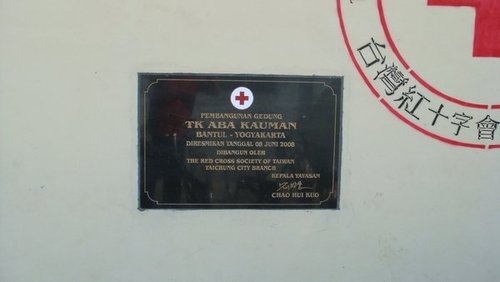 PEMBANGUNAN GEDUNG
TK ABA KAUMAN
BANTUL - YOGYAKARTA
DIRESMIKAN TANGGAL 08 JUNI 2008
DIBANGUN OLEH
THE RED CROSS SOCIETY OF TAIWAN
TAICHUNG CITY BRANCH
KEPALA YAYASAN
CHAO HUI KUO
台灣紅十字會